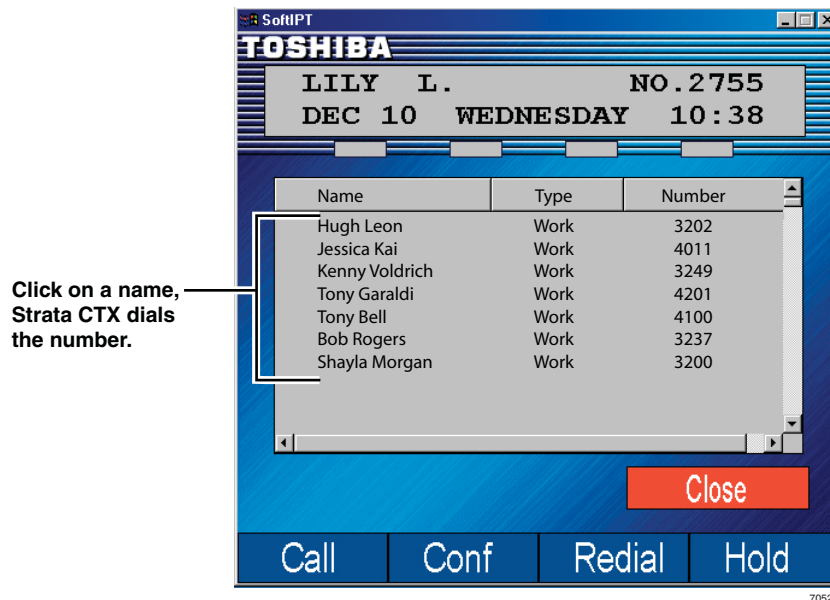 SoftIPT
TOSHIBA
LILY L. NO.2755
DEC 10 WEDNESDAY 10:38
Name Type Number
Hugh Leon Work 3202
Jessica Kai Work 4011
Kenny Voldrich Work 3249
Tony Garaldi Work 4201
Tony Bell Work 4100
Bob Rogers Work 3237
Shayla Morgan Work 3200
Click on a name,
Strata CTX dials
the number.
Close
Call Conf Redial Hold
7052